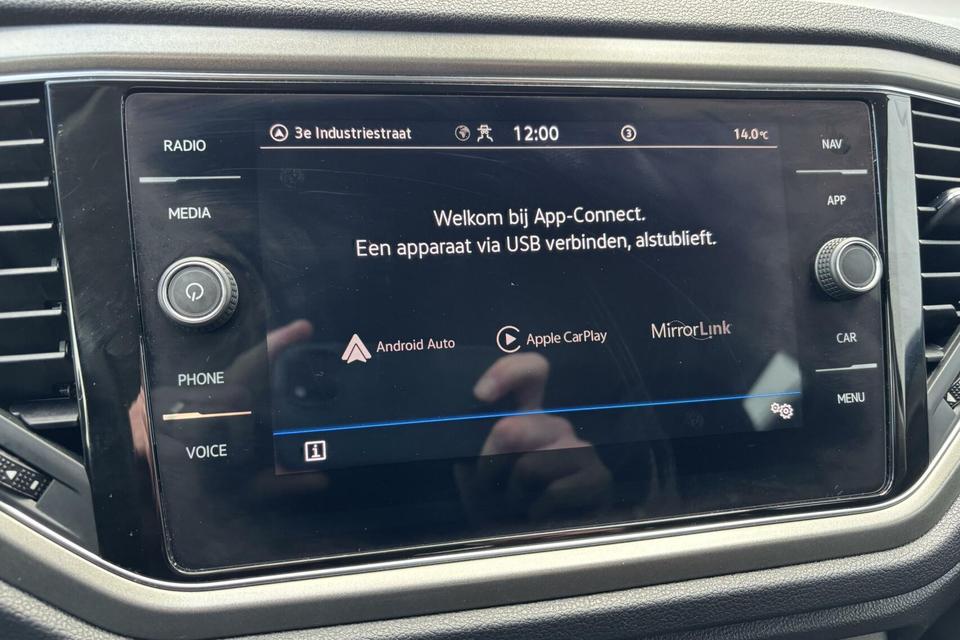 3e Industriestraat 12:00 3 14.0°C
RADIO
MEDIA
PHONE
VOICE
Welkom bij App-Connect.
Een apparaat via USB verbinden, alstublieft.
Android Auto
Apple CarPlay
MirrorLink
i
NAV
APP
CAR
MENU